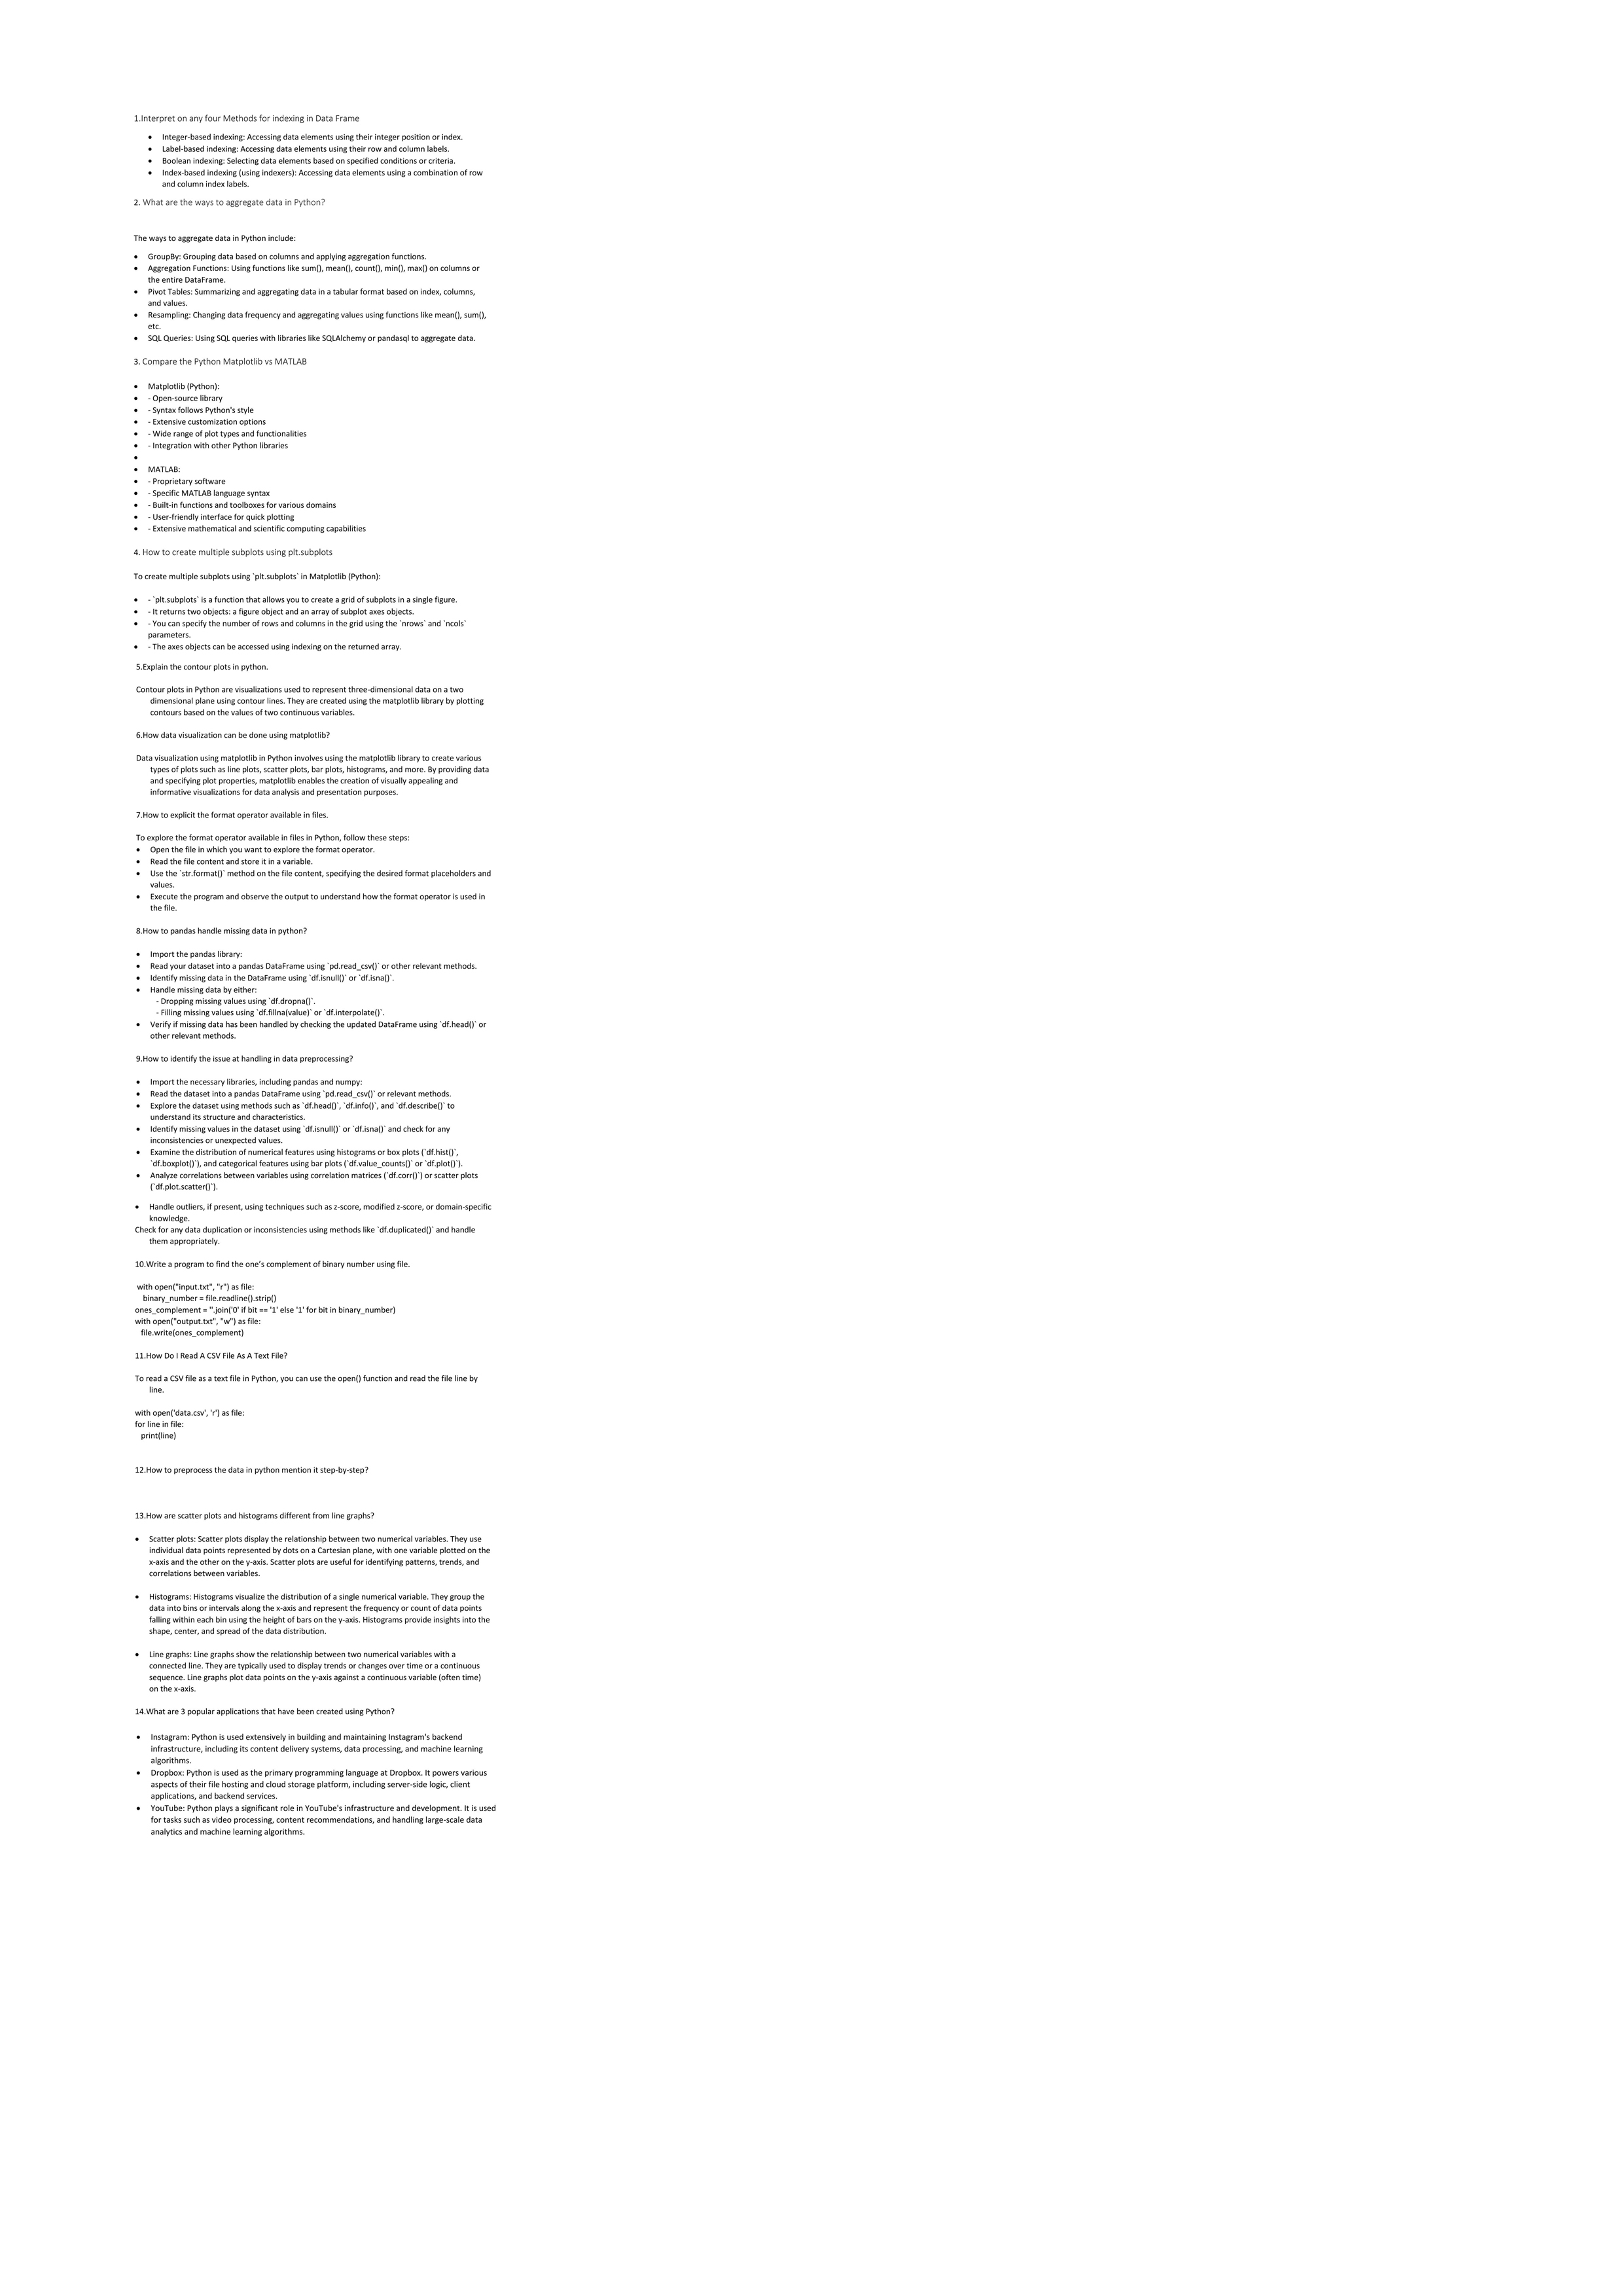 1.Interpret on any four Methods for indexing in Data Frame
• Integer-based indexing: Accessing data elements using their integer position or index.
• Label-based indexing: Accessing data elements using their row and column labels.
• Boolean indexing: Selecting data elements based on specified conditions or criteria.
• Index-based indexing (using indexers): Accessing data elements using a combination of row
and column index labels.
2. What are the ways to aggregate data in Python?
The ways to aggregate data in Python include:
• GroupBy: Grouping data based on columns and applying aggregation functions.
• Aggregation Functions: Using functions like sum(), mean(), count(), min(), max() on columns or
the entire DataFrame.
• Pivot Tables: Summarizing and aggregating data in a tabular format based on index, columns,
and values.
• Resampling: Changing data frequency and aggregating values using functions like mean(), sum(),
etc.
• SQL Queries: Using SQL queries with libraries like SQLAlchemy or pandasql to aggregate data.
3. Compare the Python Matplotlib vs MATLAB
• Matplotlib (Python):
• - Open-source library
• - Syntax follows Python's style
• - Extensive customization options
• - Wide range of plot types and functionalities
• - Integration with other Python libraries
•
• MATLAB:
• - Proprietary software
• - Specific MATLAB language syntax
• - Built-in functions and toolboxes for various domains
• - User-friendly interface for quick plotting
• - Extensive mathematical and scientific computing capabilities
4. How to create multiple subplots using plt.subplots
To create multiple subplots using `plt.subplots` in Matplotlib (Python):
• - `plt.subplots` is a function that allows you to create a grid of subplots in a single figure.
• - It returns two objects: a figure object and an array of subplot axes objects.
• - You can specify the number of rows and columns in the grid using the `nrows` and `ncols`
parameters.
• - The axes objects can be accessed using indexing on the returned array.
5.Explain the contour plots in python.
Contour plots in Python are visualizations used to represent three-dimensional data on a two
dimensional plane using contour lines. They are created using the matplotlib library by plotting
contours based on the values of two continuous variables.
6.How data visualization can be done using matplotlib?
Data visualization using matplotlib in Python involves using the matplotlib library to create various
types of plots such as line plots, scatter plots, bar plots, histograms, and more. By providing data
and specifying plot properties, matplotlib enables the creation of visually appealing and
informative visualizations for data analysis and presentation purposes.
7.How to explicit the format operator available in files.
To explore the format operator available in files in Python, follow these steps:
• Open the file in which you want to explore the format operator.
• Read the file content and store it in a variable.
• Use the `str.format()` method on the file content, specifying the desired format placeholders and
values.
• Execute the program and observe the output to understand how the format operator is used in
the file.
8.How to pandas handle missing data in python?
• Import the pandas library:
• Read your dataset into a pandas DataFrame using `pd.read_csv()` or other relevant methods.
• Identify missing data in the DataFrame using `df.isnull()` or `df.isna()`.
• Handle missing data by either:
- Dropping missing values using `df.dropna()`.
- Filling missing values using `df.fillna(value)` or `df.interpolate()`.
• Verify if missing data has been handled by checking the updated DataFrame using `df.head()` or
other relevant methods.
9.How to identify the issue at handling in data preprocessing?
• Import the necessary libraries, including pandas and numpy:
• Read the dataset into a pandas DataFrame using `pd.read_csv()` or relevant methods.
• Explore the dataset using methods such as `df.head()`, `df.info()`, and `df.describe()` to
understand its structure and characteristics.
• Identify missing values in the dataset using `df.isnull()` or `df.isna()` and check for any
inconsistencies or unexpected values.
• Examine the distribution of numerical features using histograms or box plots (`df.hist()`,
`df.boxplot()`), and categorical features using bar plots (`df.value_counts()` or `df.plot()`).
• Analyze correlations between variables using correlation matrices (`df.corr()`) or scatter plots
(`df.plot.scatter()`).
• Handle outliers, if present, using techniques such as z-score, modified z-score, or domain-specific
knowledge.
Check for any data duplication or inconsistencies using methods like `df.duplicated()` and handle
them appropriately.
10.Write a program to find the one’s complement of binary number using file.
with open("input.txt", "r") as file:
binary_number = file.readline().strip()
ones_complement = ''.join('0' if bit == '1' else '1' for bit in binary_number)
with open("output.txt", "w") as file:
file.write(ones_complement)
11.How Do I Read A CSV File As A Text File?
To read a CSV file as a text file in Python, you can use the open() function and read the file line by
line.
with open('data.csv', 'r') as file:
for line in file:
print(line)
12.How to preprocess the data in python mention it step-by-step?
13.How are scatter plots and histograms different from line graphs?
• Scatter plots: Scatter plots display the relationship between two numerical variables. They use
individual data points represented by dots on a Cartesian plane, with one variable plotted on the
x-axis and the other on the y-axis. Scatter plots are useful for identifying patterns, trends, and
correlations between variables.
• Histograms: Histograms visualize the distribution of a single numerical variable. They group the
data into bins or intervals along the x-axis and represent the frequency or count of data points
falling within each bin using the height of bars on the y-axis. Histograms provide insights into the
shape, center, and spread of the data distribution.
• Line graphs: Line graphs show the relationship between two numerical variables with a
connected line. They are typically used to display trends or changes over time or a continuous
sequence. Line graphs plot data points on the y-axis against a continuous variable (often time)
on the x-axis.
14.What are 3 popular applications that have been created using Python?
• Instagram: Python is used extensively in building and maintaining Instagram's backend
infrastructure, including its content delivery systems, data processing, and machine learning
algorithms.
• Dropbox: Python is used as the primary programming language at Dropbox. It powers various
aspects of their file hosting and cloud storage platform, including server-side logic, client
applications, and backend services.
• YouTube: Python plays a significant role in YouTube's infrastructure and development. It is used
for tasks such as video processing, content recommendations, and handling large-scale data
analytics and machine learning algorithms.